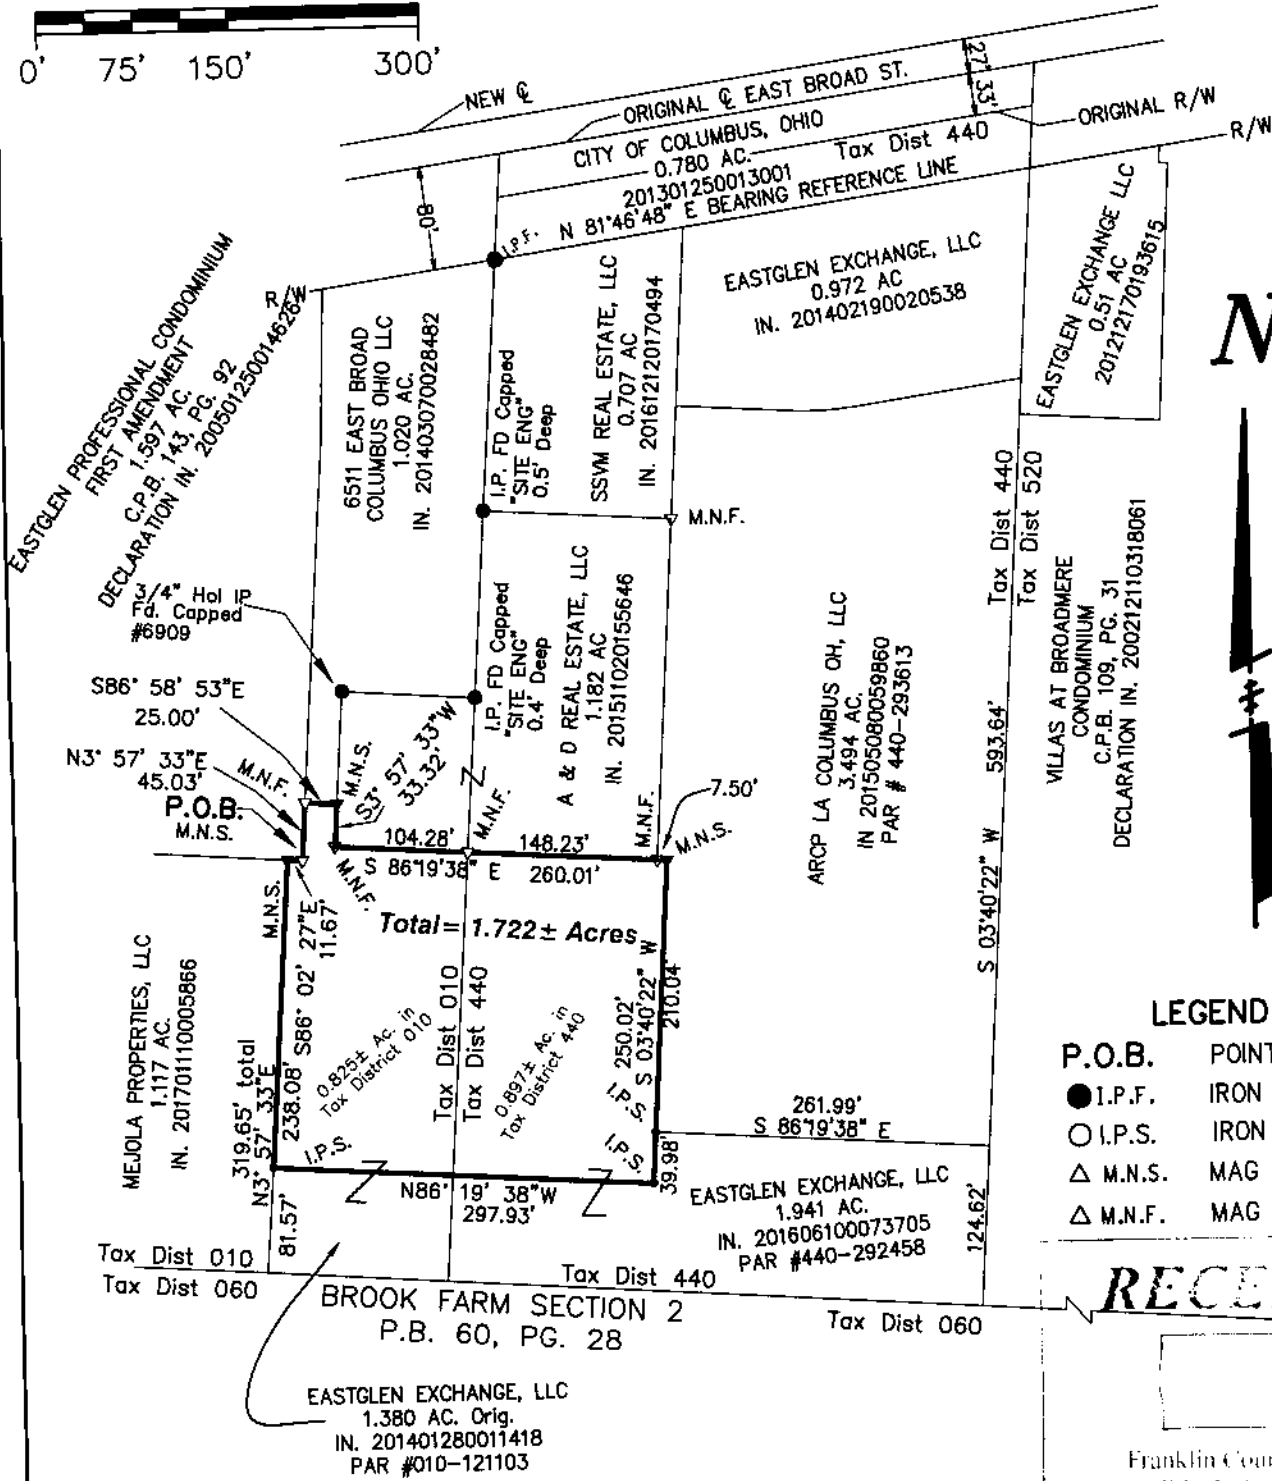 0' 75' 150' 300'
NEW ℄
ORIGINAL ℄ EAST BROAD ST.
27'
33'
ORIGINAL R/W
R/W
CITY OF COLUMBUS, OHIO
0.780 AC.
201301250013001
Tax Dist 440
80'
I.P.F.
N 81°46'48" E BEARING REFERENCE LINE
R/W
EASTGLEN PROFESSIONAL CONDOMINIUM
FIRST AMENDMENT
1.597 AC.
C.P.B. 143, PG. 92
DECLARATION IN. 200501250014626
6511 EAST BROAD
COLUMBUS OHIO LLC
1.020 AC.
IN. 201403070028482
I.P. FD Capped
"SITE ENG"
0.5' Deep
SSVM REAL ESTATE, LLC
0.707 AC
IN. 201612120170494
EASTGLEN EXCHANGE, LLC
0.972 AC
IN. 201402190020538
EASTGLEN EXCHANGE LLC
0.51 AC
201212170193615
N
M.N.F.
Tax Dist 440
Tax Dist 520
3/4" Hol IP
Fd. Capped
#6909
S86° 58' 53"E
25.00'
N3° 57' 33"E
45.03'
M.N.F.
P.O.B.
M.N.S.
M.N.S.
S3° 57' 33"W
33.32'
I.P. FD Capped
"SITE ENG"
0.4' Deep
A & D REAL ESTATE, LLC
1.182 AC
IN. 201511020155646
M.N.F.
M.N.F.
7.50'
M.N.S.
ARCP LA COLUMBUS OH, LLC
3.494 AC.
IN 201505080059860
PAR # 440-293613
S 03°40'22" W 593.64'
VILLAS AT BROADMERE
CONDOMINIUM
C.P.B. 109, PG. 31
DECLARATION IN. 200212110318061
104.28'
148.23'
S 86°19'38" E 260.01'
M.N.F.
M.N.S.
S86° 02' 27"E
11.67'
Total= 1.722± Acres
MEJOLA PROPERTIES, LLC
1.117 AC.
IN. 201701110005866
319.65' total
N3° 57' 33"E
238.08'
0.825± Ac. in
Tax District 010
Tax Dist 010
Tax Dist 440
0.897± Ac. in
Tax District 440
250.02'
S 03°40'22" W
210.04'
I.P.S.
I.P.S.
I.P.S.
39.98'
261.99'
S 86°19'38" E
N86° 19' 38"W
297.93'
81.57'
EASTGLEN EXCHANGE, LLC
1.941 AC.
IN. 201606100073705
PAR #440-292458
124.62'
LEGEND
P.O.B. POINT
I.P.F. IRON
I.P.S. IRON
M.N.S. MAG
M.N.F. MAG
Tax Dist 010
Tax Dist 060
Tax Dist 440
Tax Dist 060
BROOK FARM SECTION 2
P.B. 60, PG. 28
EASTGLEN EXCHANGE, LLC
1.380 AC. Orig.
IN. 201401280011418
PAR #010-121103
RECE
Franklin Coun